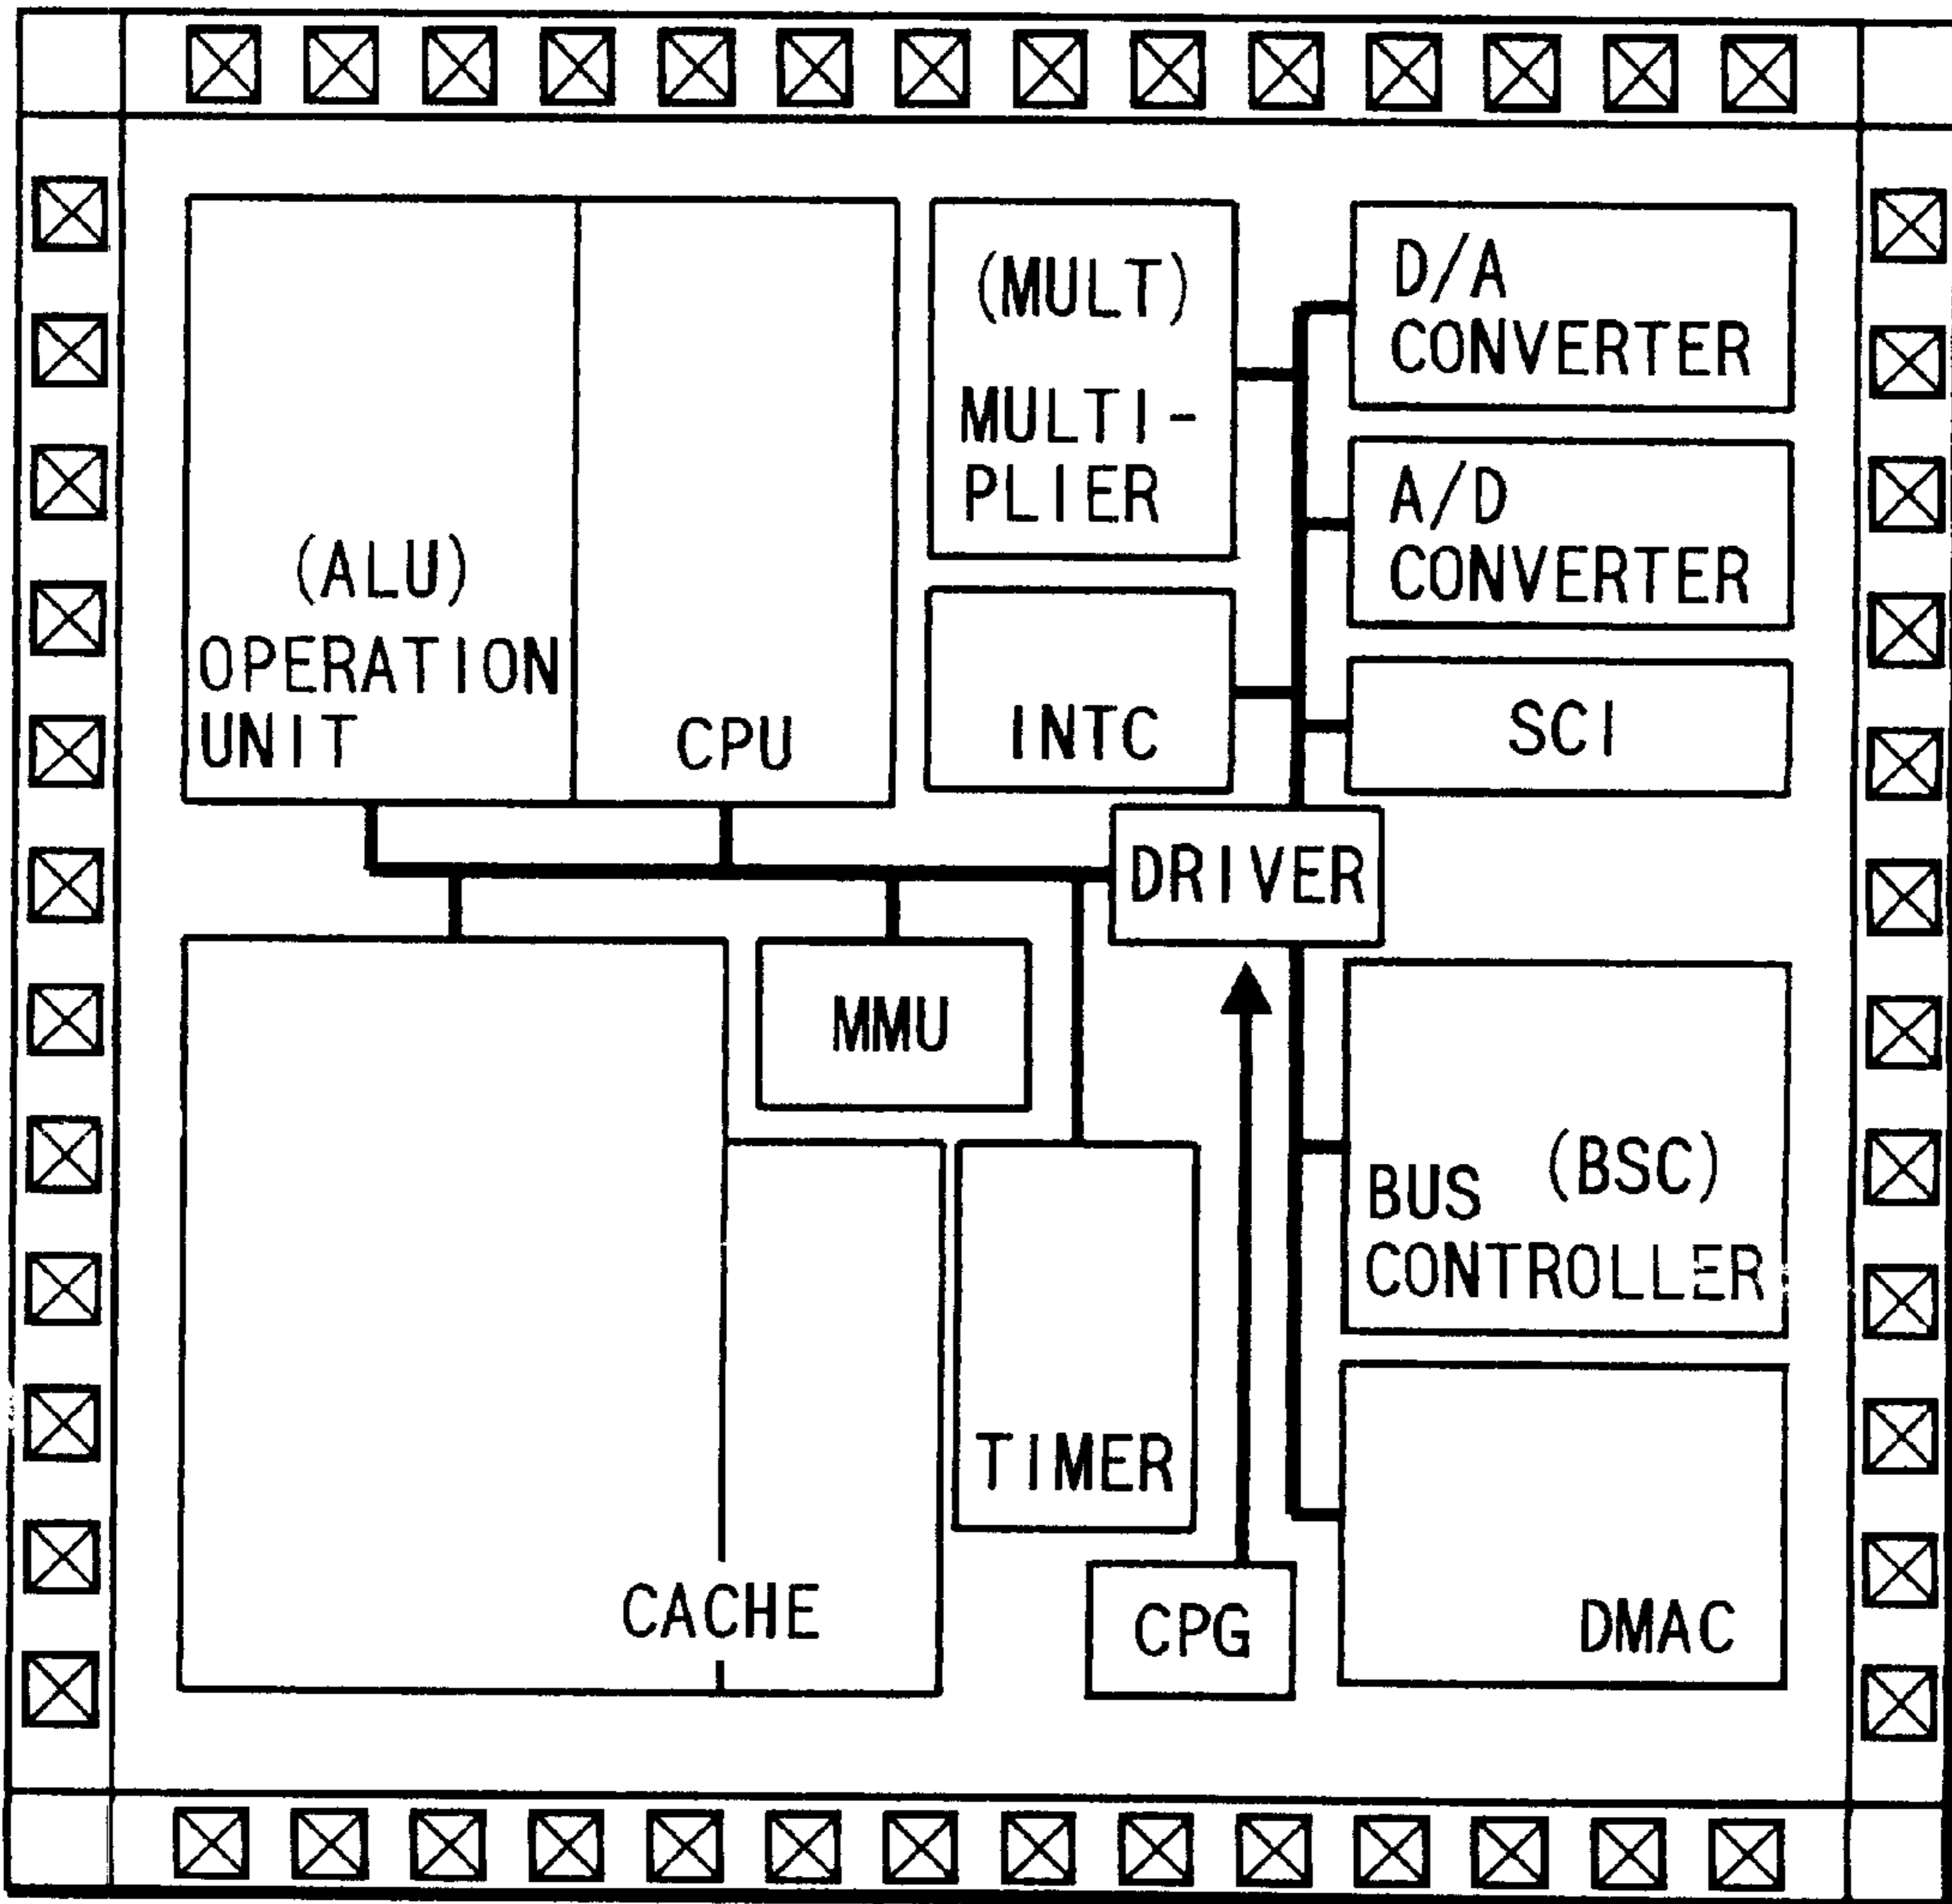 (MULT)
MULTI-
PLIER
D/A
CONVERTER
A/D
CONVERTER
(ALU)
OPERATION
UNIT
CPU
INTC
SCI
DRIVER
MMU
BUS (BSC)
CONTROLLER
TIMER
CACHE
CPG
DMAC